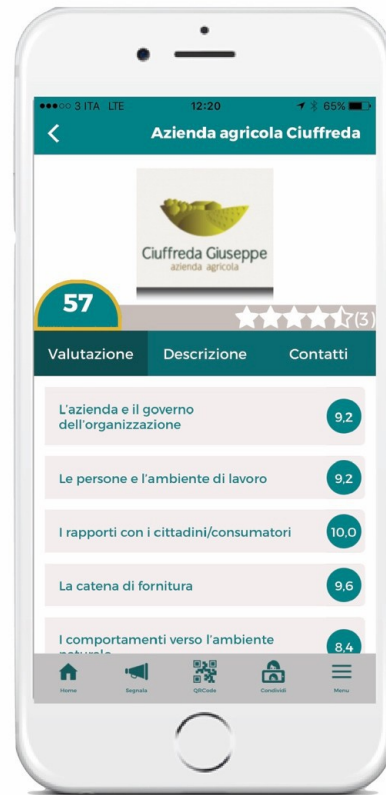 3 ITA LTE 12:20 65%
Azienda agricola Ciuffreda
Ciuffreda Giuseppe
azienda agricola
57
(3)
Valutazione Descrizione Contatti
L'azienda e il governo
dell'organizzazione
9,2
Le persone e l'ambiente di lavoro 9,2
I rapporti con i cittadini/consumatori 10,0
La catena di fornitura 9,6
I comportamenti verso l'ambiente
naturale
8,4
Home Segnala QRCode Condividi Menu